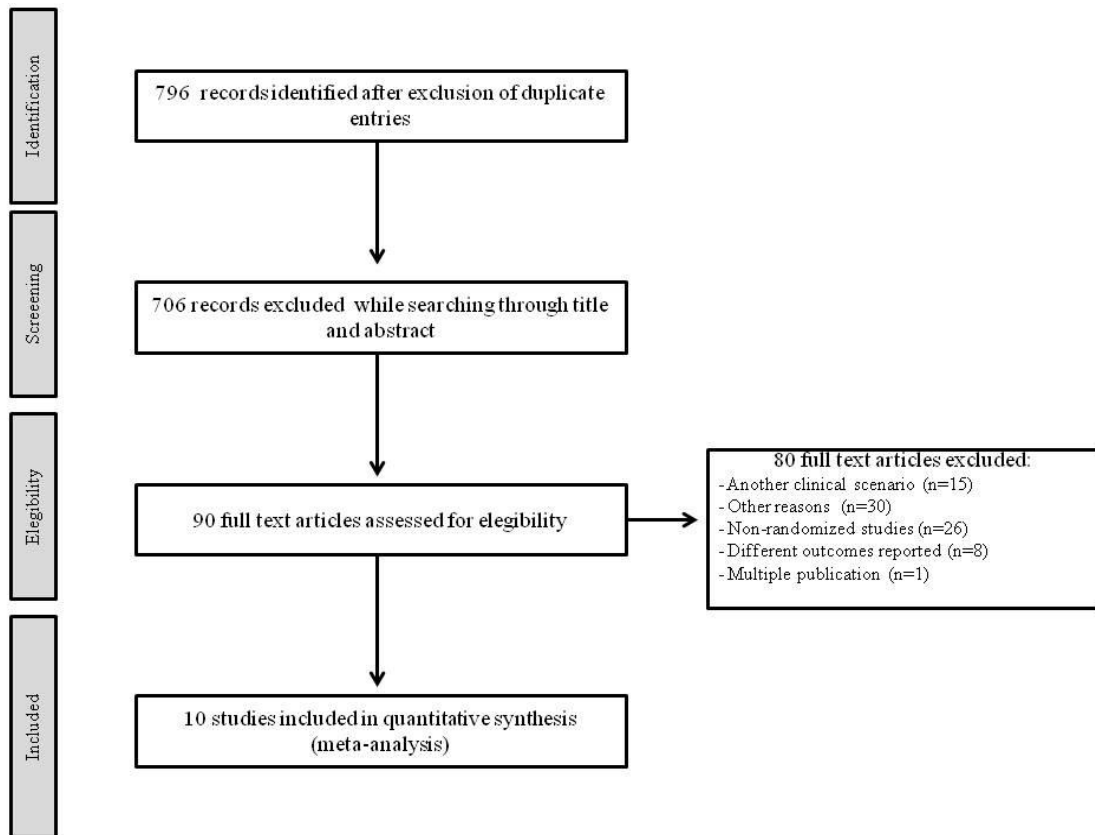 Identification
796 records identified after exclusion of duplicate
entries
Screeening
706 records excluded while searching through title
and abstract
Elegibility
90 full text articles assessed for elegibility
80 full text articles excluded:
- Another clinical scenario (n=15)
- Other reasons (n=30)
- Non-randomized studies (n=26)
- Different outcomes reported (n=8)
- Multiple publication (n=1)
Included
10 studies included in quantitative synthesis
(meta-analysis)